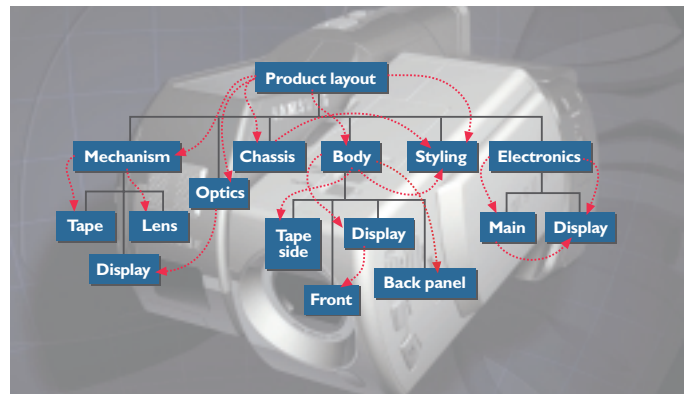 Product layout
Mechanism
Chassis
Body
Styling
Electronics
Optics
Tape
Lens
Tape
side
Display
Main
Display
Display
Back panel
Front